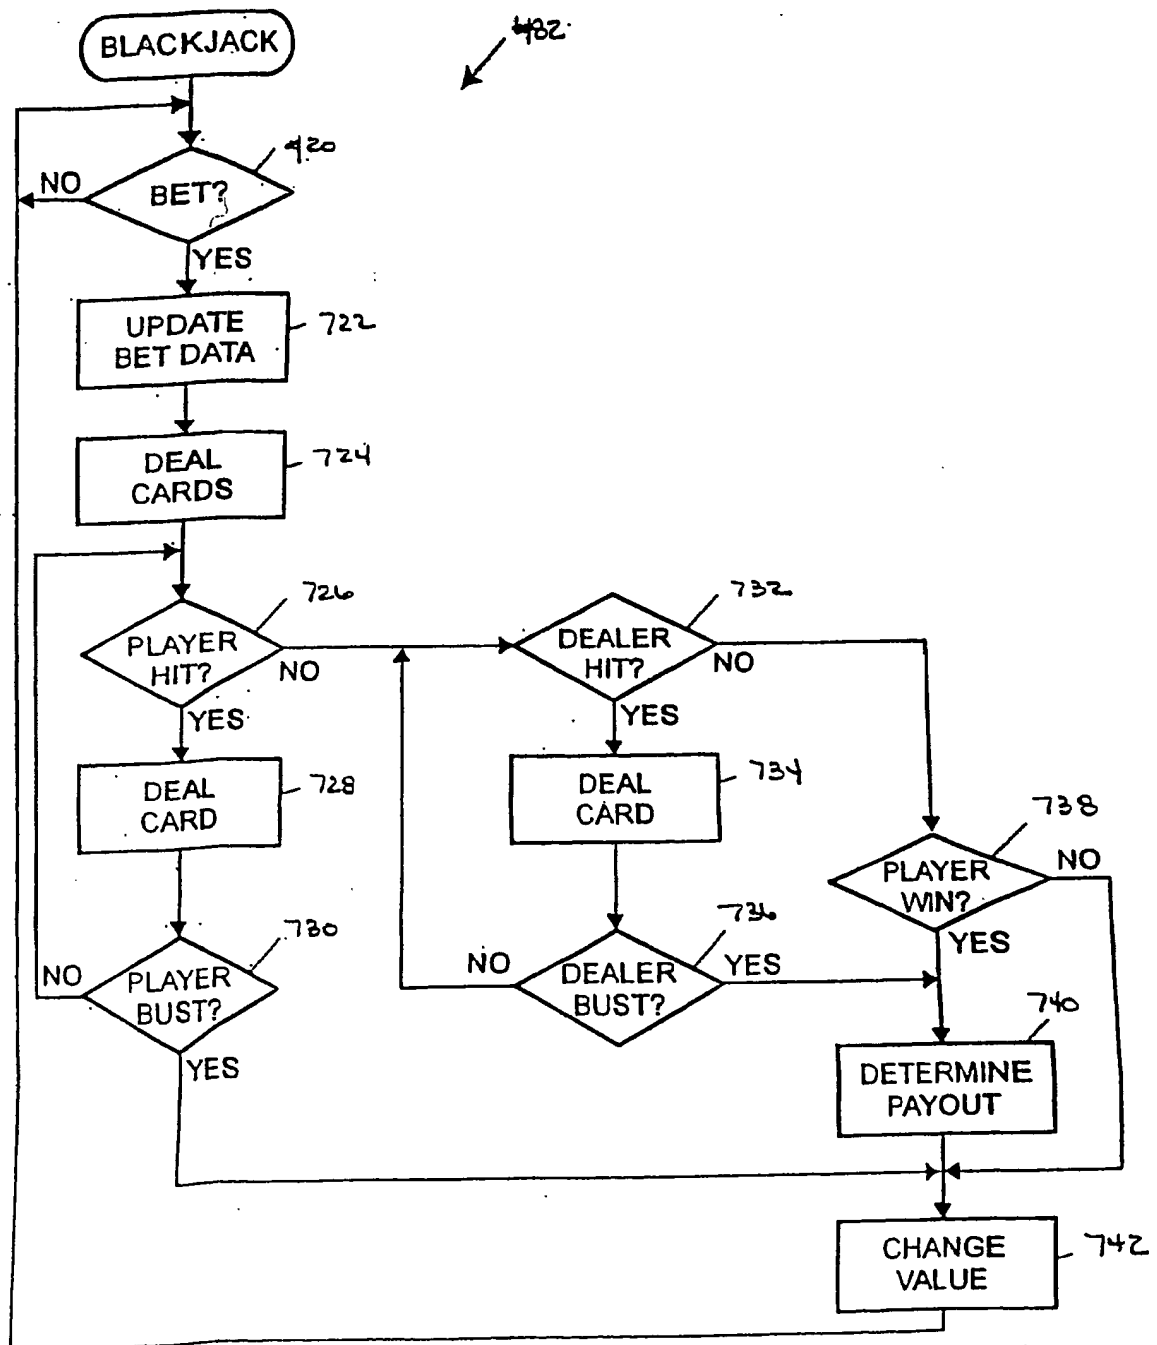 BLACKJACK
432
420
BET?
NO
YES
UPDATE
BET DATA
722
DEAL
CARDS
724
PLAYER
HIT?
726
NO
YES
DEAL
CARD
728
PLAYER
BUST?
730
NO
YES
DEALER
HIT?
732
NO
YES
DEAL
CARD
734
DEALER
BUST?
736
NO
YES
PLAYER
WIN?
738
NO
YES
DETERMINE
PAYOUT
740
CHANGE
VALUE
742